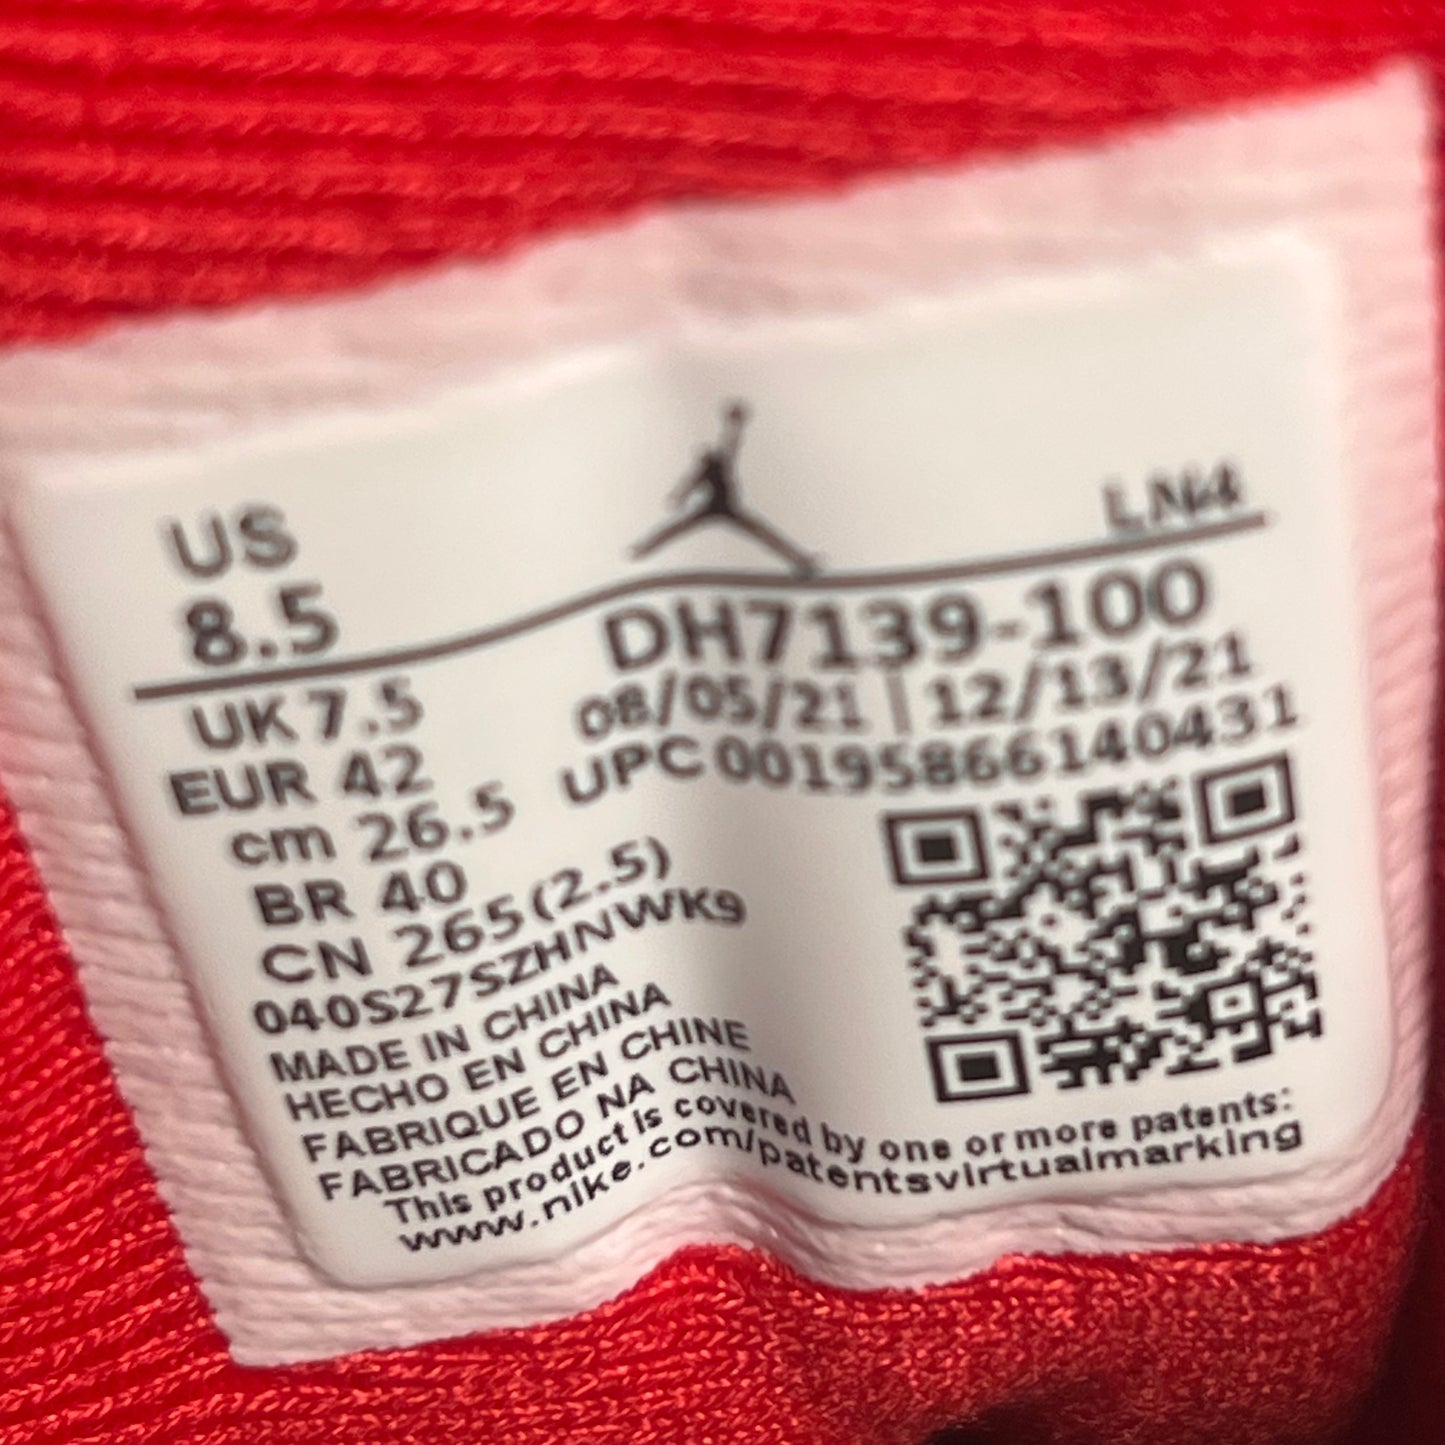 US
8.5
LN4
DH7139-100
08/05/21 | 12/13/21
UPC 00195866140431
UK 7.5
EUR 42
cm 26.5
BR 40
CN 265(2.5)
040S27SZHNWK9
MADE IN CHINA
HECHO EN CHINA
FABRIQUE EN CHINE
FABRICADO NA CHINA
This product is covered by one or more patents:
www.nike.com/patentsvirtualmarking